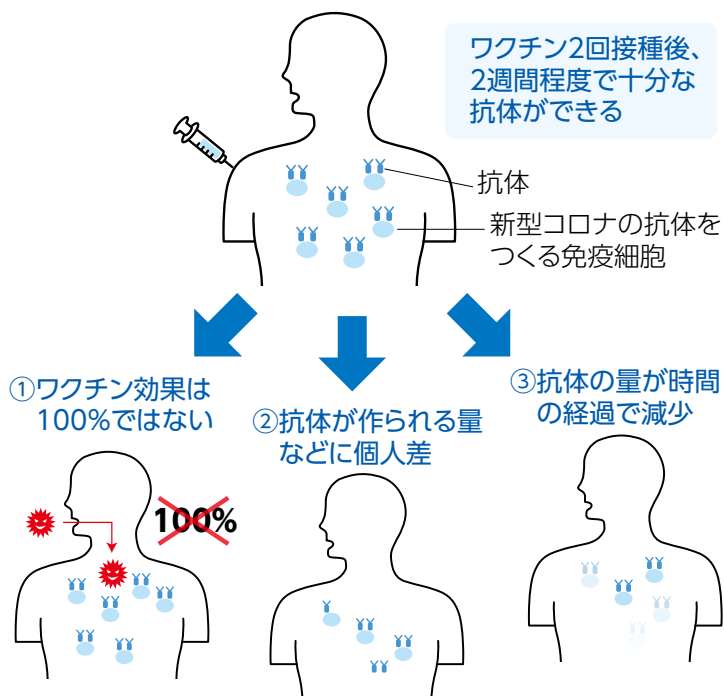 ワクチン2回接種後、
2週間程度で十分な
抗体ができる
抗体
新型コロナの抗体を
つくる免疫細胞
①ワクチン効果は
100%ではない
100%
②抗体が作られる量
などに個人差
③抗体の量が時間
の経過で減少